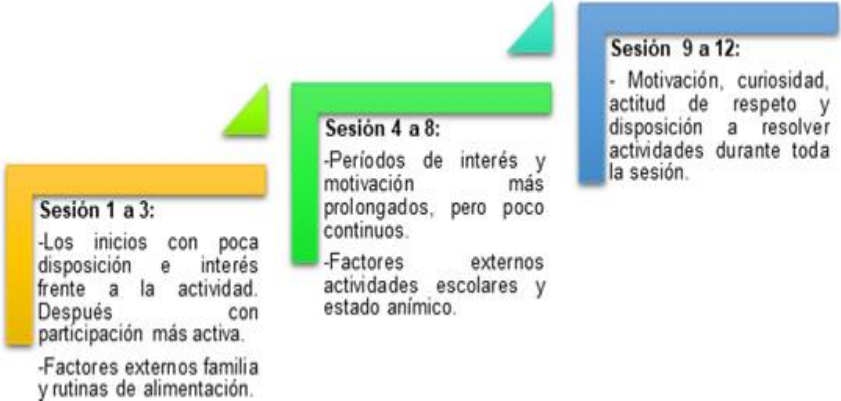 Sesión 1 a 3:
-Los inicios con poca
disposición e interés
frente a la actividad.
Después con
participación más activa.
-Factores externos familia
y rutinas de alimentación.
Sesión 4 a 8:
-Períodos de interés y
motivación más
prolongados, pero poco
continuos.
-Factores externos
actividades escolares y
estado anímico.
Sesión 9 a 12:
- Motivación, curiosidad,
actitud de respeto y
disposición a resolver
actividades durante toda
la sesión.